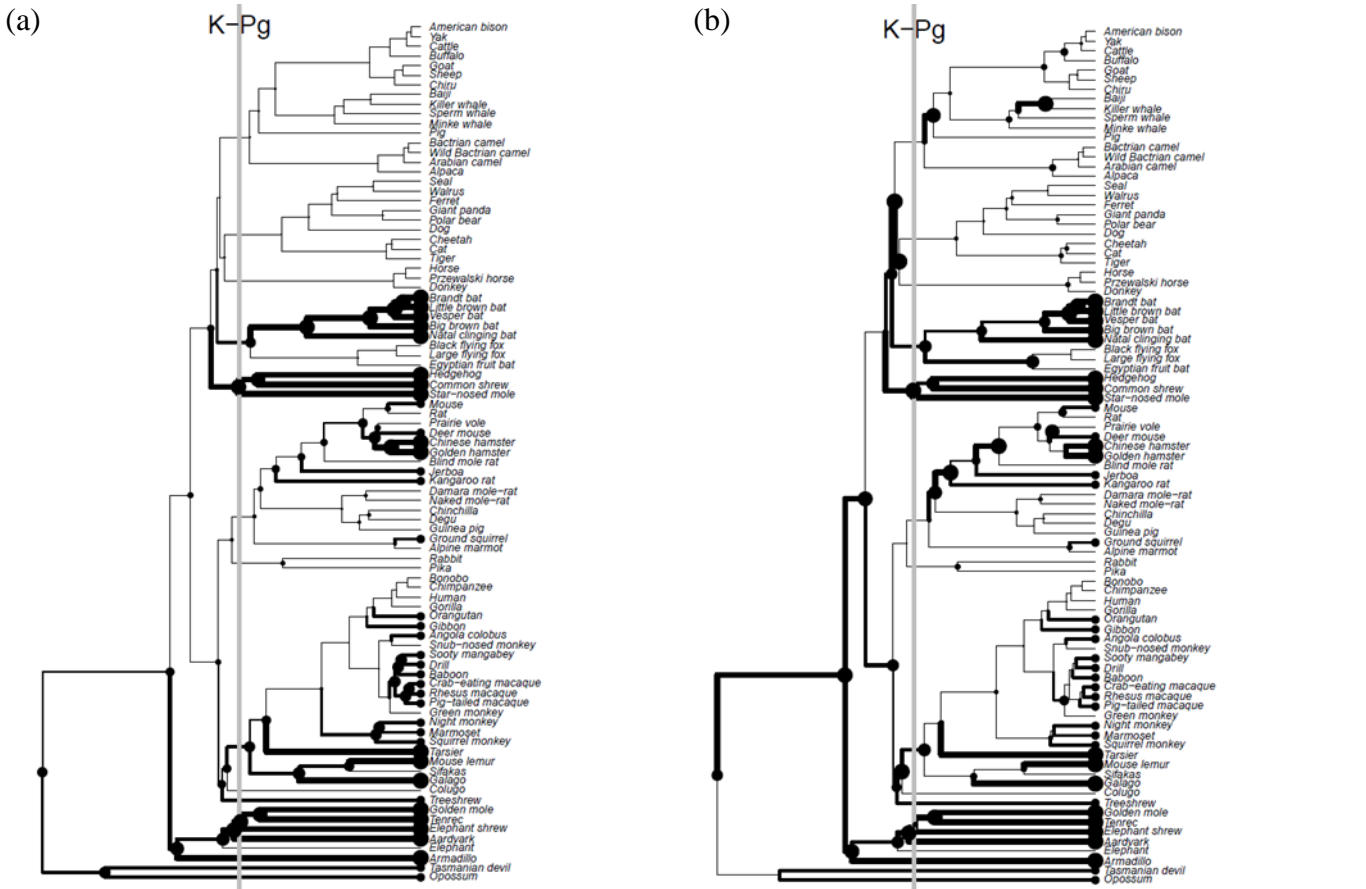 (a)
K–Pg
American bison
Yak
Cattle
Buffalo
Goat
Sheep
Chiru
Baiji
Killer whale
Sperm whale
Minke whale
Pig
Bactrian camel
Wild Bactrian camel
Arabian camel
Alpaca
Seal
Walrus
Ferret
Giant panda
Polar bear
Dog
Cheetah
Cat
Tiger
Horse
Przewalski horse
Donkey
Brandt bat
Little brown bat
Vesper bat
Big brown bat
Natal clinging bat
Black flying fox
Large flying fox
Egyptian fruit bat
Hedgehog
Common shrew
Star−nosed mole
Mouse
Rat
Prairie vole
Deer mouse
Chinese hamster
Golden hamster
Blind mole rat
Jerboa
Kangaroo rat
Damara mole−rat
Naked mole−rat
Chinchilla
Degu
Guinea pig
Ground squirrel
Alpine marmot
Rabbit
Pika
Bonobo
Chimpanzee
Human
Gorilla
Orangutan
Gibbon
Angola colobus
Snub−nosed monkey
Sooty mangabey
Drill
Baboon
Crab−eating macaque
Rhesus macaque
Pig−tailed macaque
Green monkey
Night monkey
Marmoset
Squirrel monkey
Tarsier
Mouse lemur
Sifakas
Galago
Colugo
Treeshrew
Golden mole
Tenrec
Elephant shrew
Aardvark
Elephant
Armadillo
Tasmanian devil
Opossum
(b)
K–Pg
American bison
Yak
Cattle
Buffalo
Goat
Sheep
Chiru
Baiji
Killer whale
Sperm whale
Minke whale
Pig
Bactrian camel
Wild Bactrian camel
Arabian camel
Alpaca
Seal
Walrus
Ferret
Giant panda
Polar bear
Dog
Cheetah
Cat
Tiger
Horse
Przewalski horse
Donkey
Brandt bat
Little brown bat
Vesper bat
Big brown bat
Natal clinging bat
Black flying fox
Large flying fox
Egyptian fruit bat
Hedgehog
Common shrew
Star−nosed mole
Mouse
Rat
Prairie vole
Deer mouse
Chinese hamster
Golden hamster
Blind mole rat
Jerboa
Kangaroo rat
Damara mole−rat
Naked mole−rat
Chinchilla
Degu
Guinea pig
Ground squirrel
Alpine marmot
Rabbit
Pika
Bonobo
Chimpanzee
Human
Gorilla
Orangutan
Gibbon
Angola colobus
Snub−nosed monkey
Sooty mangabey
Drill
Baboon
Crab−eating macaque
Rhesus macaque
Pig−tailed macaque
Green monkey
Night monkey
Marmoset
Squirrel monkey
Tarsier
Mouse lemur
Sifakas
Galago
Colugo
Treeshrew
Golden mole
Tenrec
Elephant shrew
Aardvark
Elephant
Armadillo
Tasmanian devil
Opossum